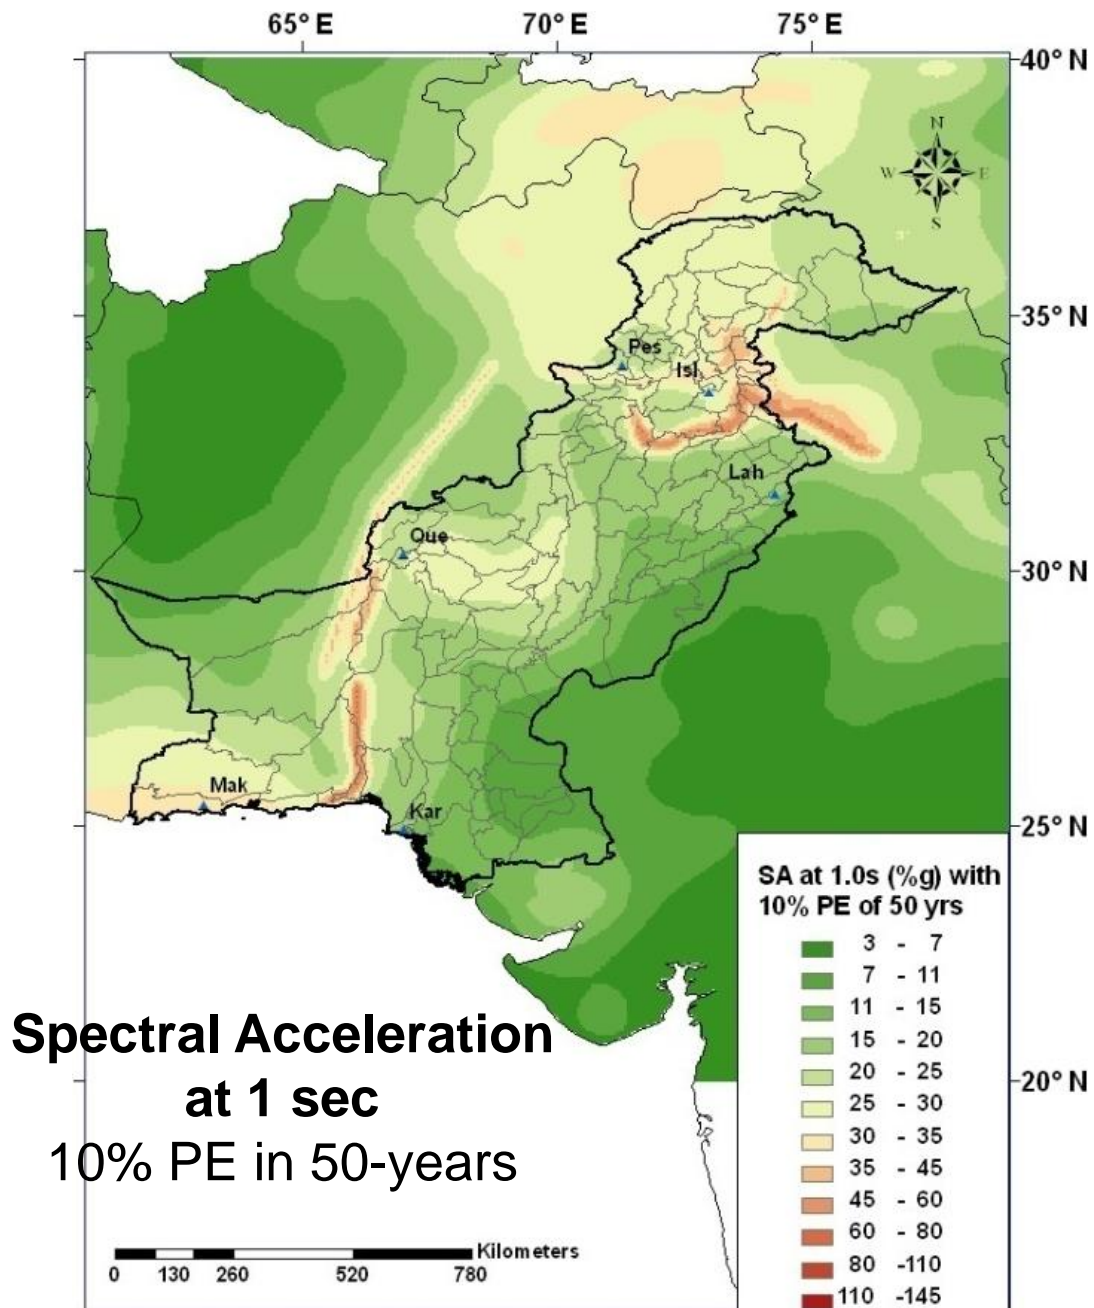 65° E 70° E 75° E
40° N
N
W E
S
35° N
Pes
Isl
Lah
Que
30° N
Mak
Kar
25° N
SA at 1.0s (%g) with
10% PE of 50 yrs
3 - 7
7 - 11
11 - 15
15 - 20
20 - 25
25 - 30
30 - 35
35 - 45
45 - 60
60 - 80
80 -110
110 -145
20° N
Spectral Acceleration
at 1 sec
10% PE in 50-years
Kilometers
0 130 260 520 780